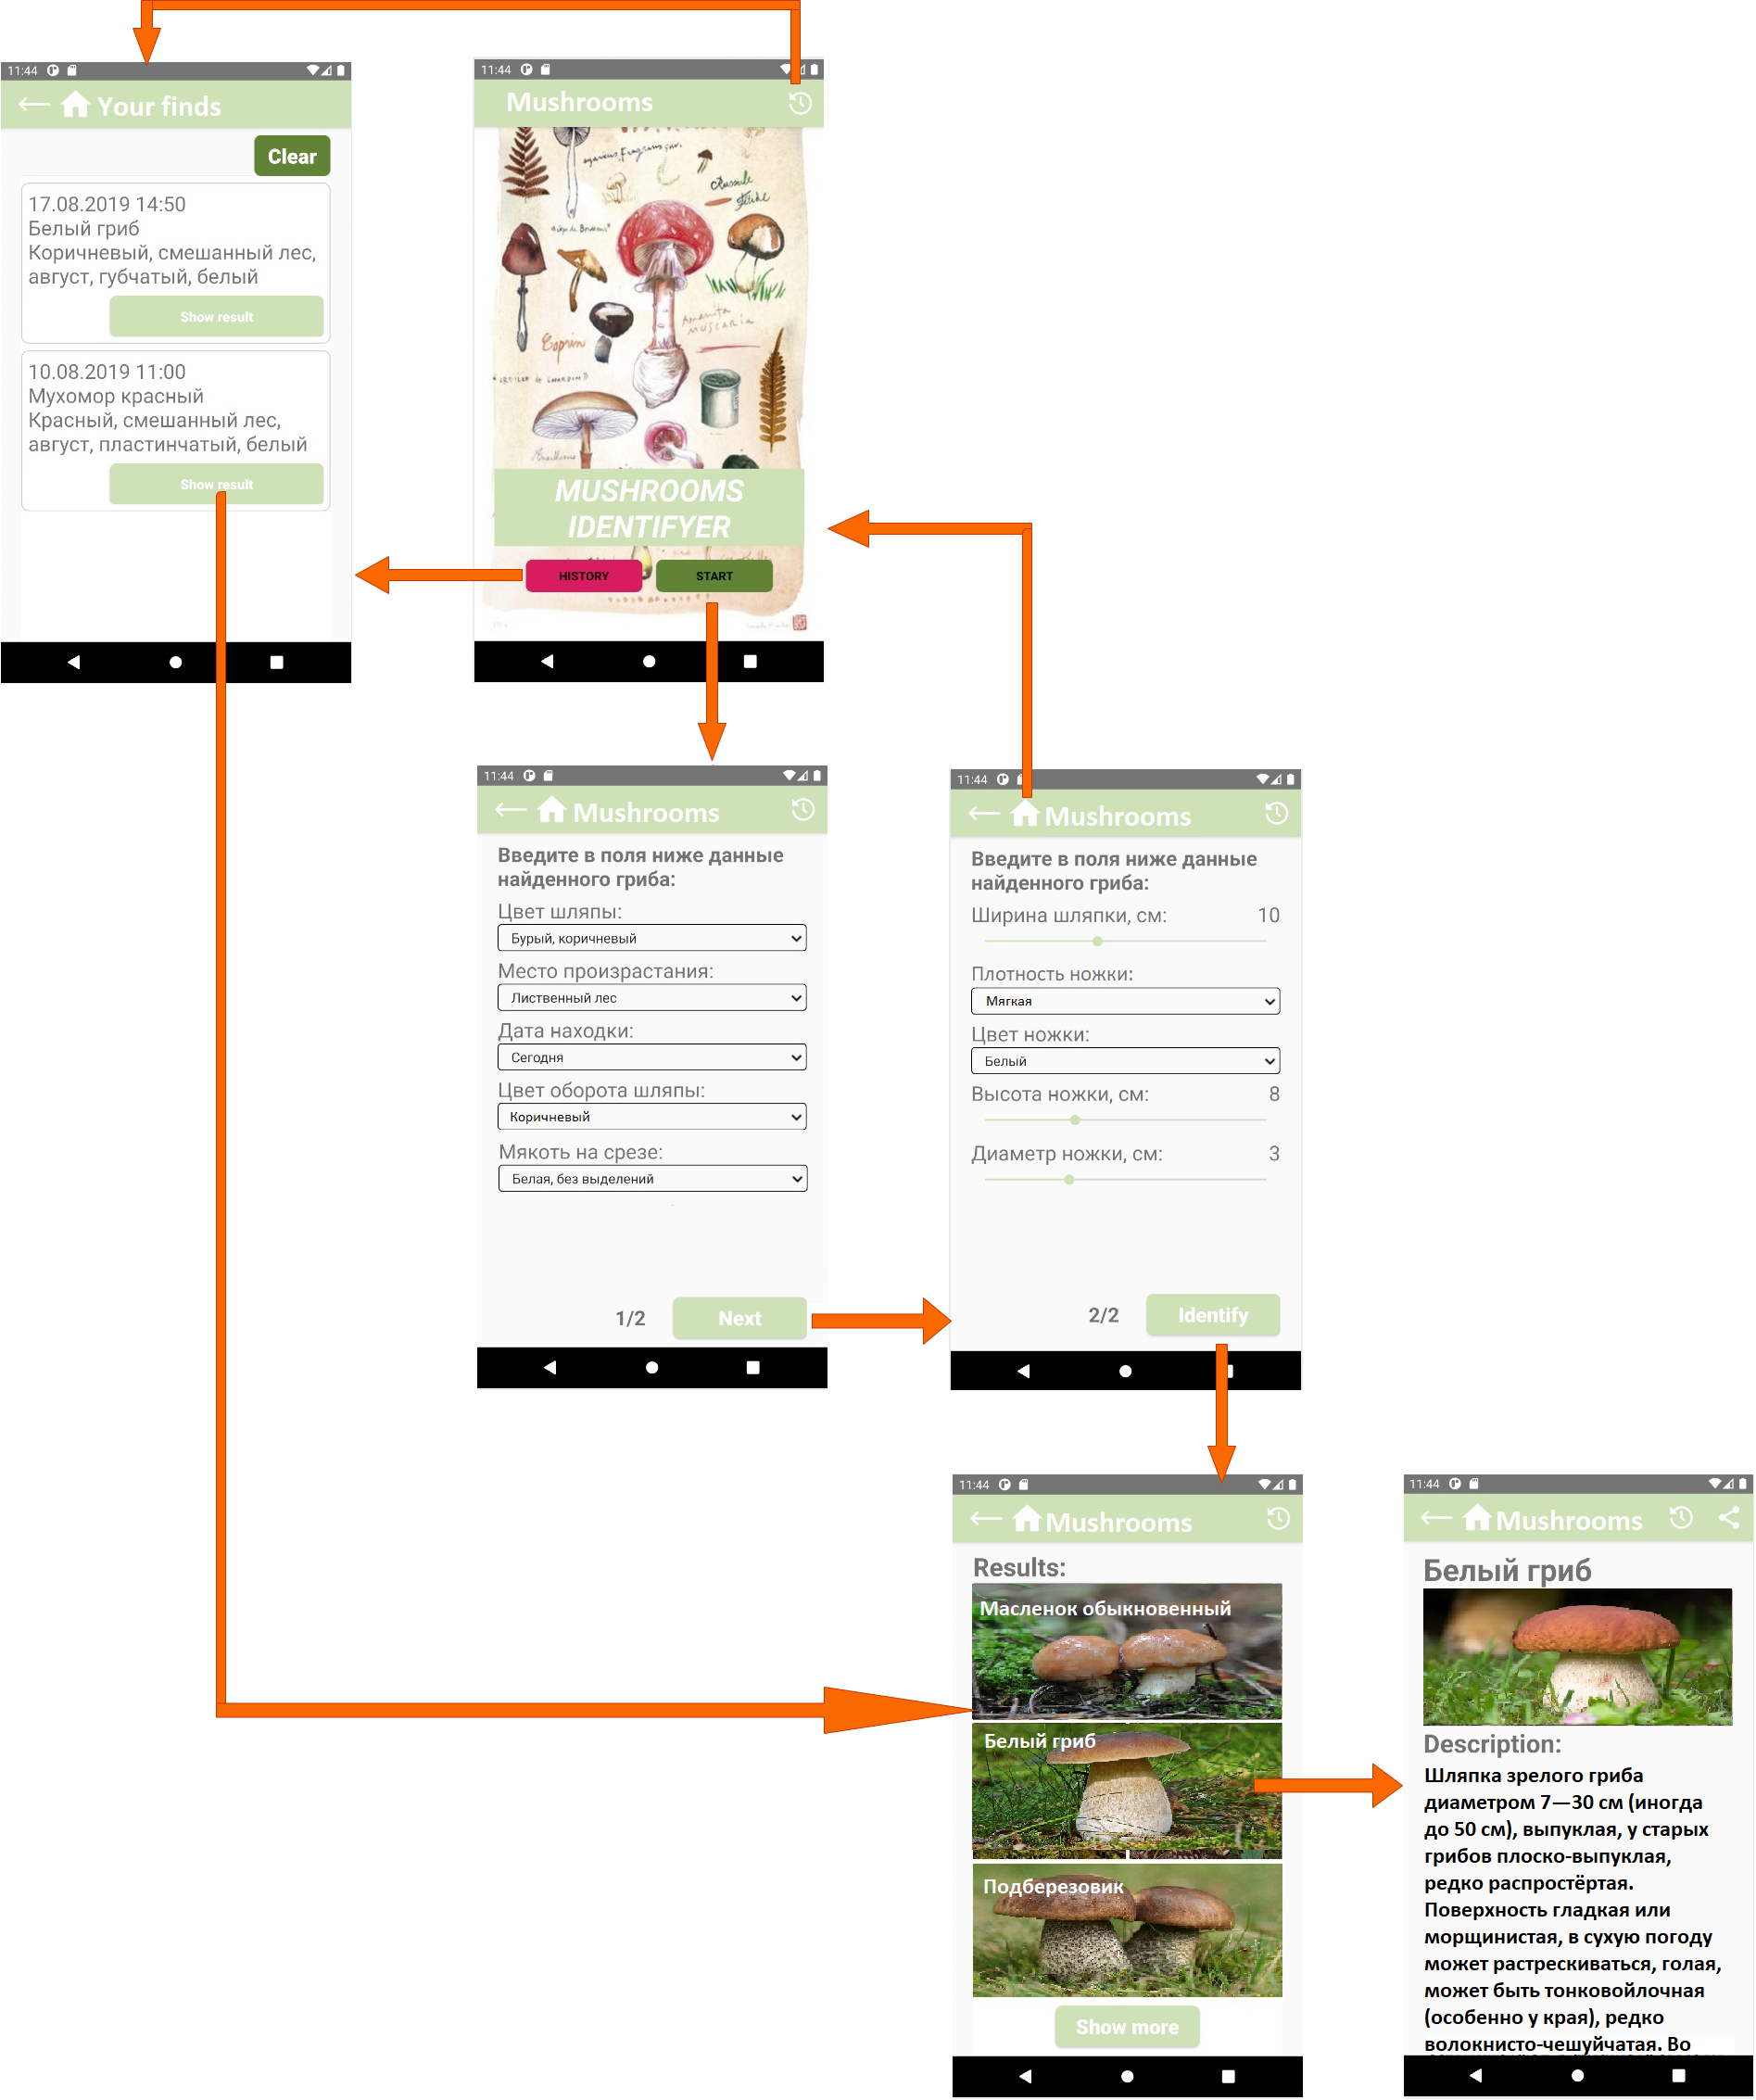 11:44
Your finds
Clear
17.08.2019 14:50
Белый гриб
Коричневый, смешанный лес,
август, губчатый, белый
Show result
10.08.2019 11:00
Мухомор красный
Красный, смешанный лес,
август, пластинчатый, белый
Show result
11:44
Mushrooms
MUSHROOMS
IDENTIFYER
HISTORY
START
11:44
Mushrooms
Введите в поля ниже данные
найденного гриба:
Цвет шляпы:
Бурый, коричневый
Место произрастания:
Лиственный лес
Дата находки:
Сегодня
Цвет оборота шляпы:
Коричневый
Мякоть на срезе:
Белая, без выделений
1/2
Next
11:44
Mushrooms
Введите в поля ниже данные
найденного гриба:
Ширина шляпки, см: 10
Плотность ножки:
Мягкая
Цвет ножки:
Белый
Высота ножки, см: 8
Диаметр ножки, см: 3
2/2
Identify
11:44
Mushrooms
Results:
Масленок обыкновенный
Белый гриб
Подберезовик
Show more
11:44
Mushrooms
Белый гриб
Description:
Шляпка зрелого гриба
диаметром 7—30 см (иногда
до 50 см), выпуклая, у старых
грибов плоско-выпуклая,
редко распростёртая.
Поверхность гладкая или
морщинистая, в сухую погоду
может растрескиваться, голая,
может быть тонковойлочная
(особенно у края), редко
волокнисто-чешуйчатая. Во